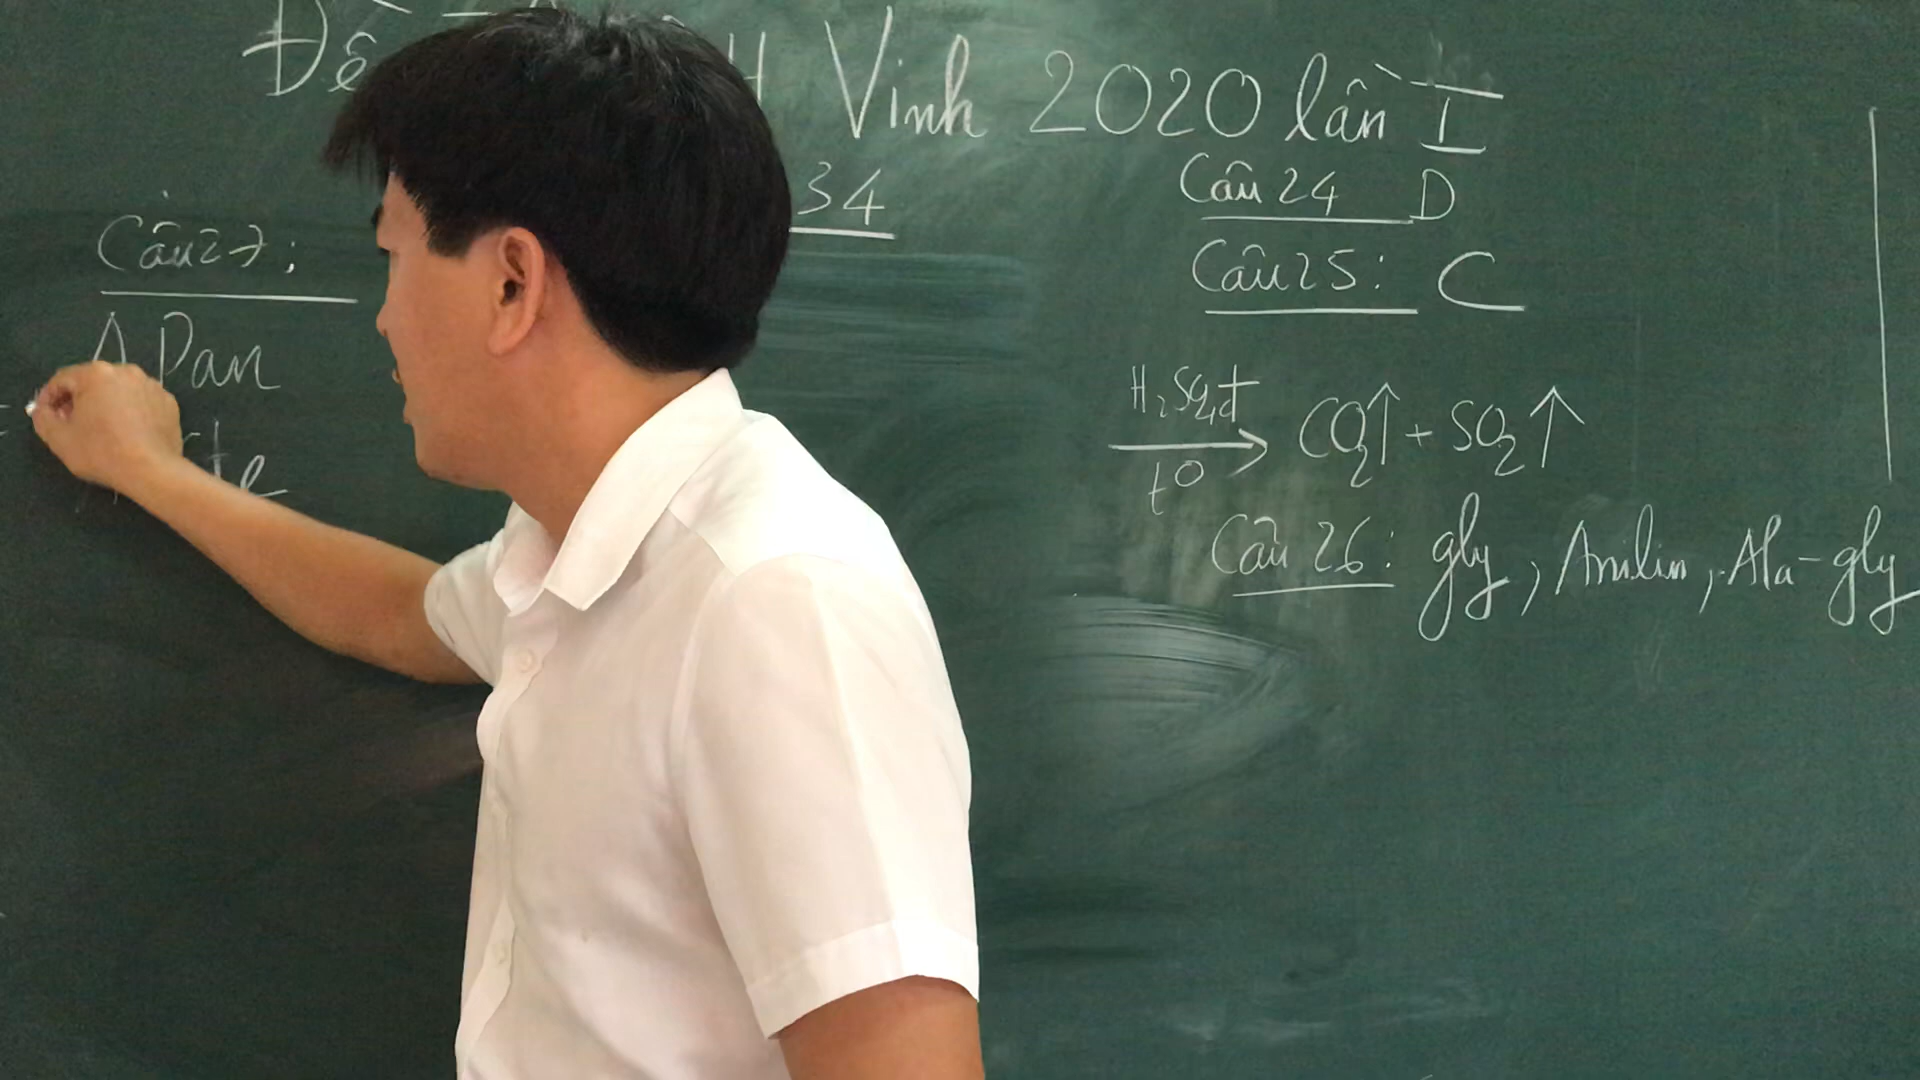 Đề H Vinh 2020 lần I
34
Câu 27:
A Pan
te
Câu 24 D
Câu 25: C
H₂SO₄đ
t⁰
→ CO₂↑ + SO₂↑
Câu 26: gly, Anilin, Ala-gly